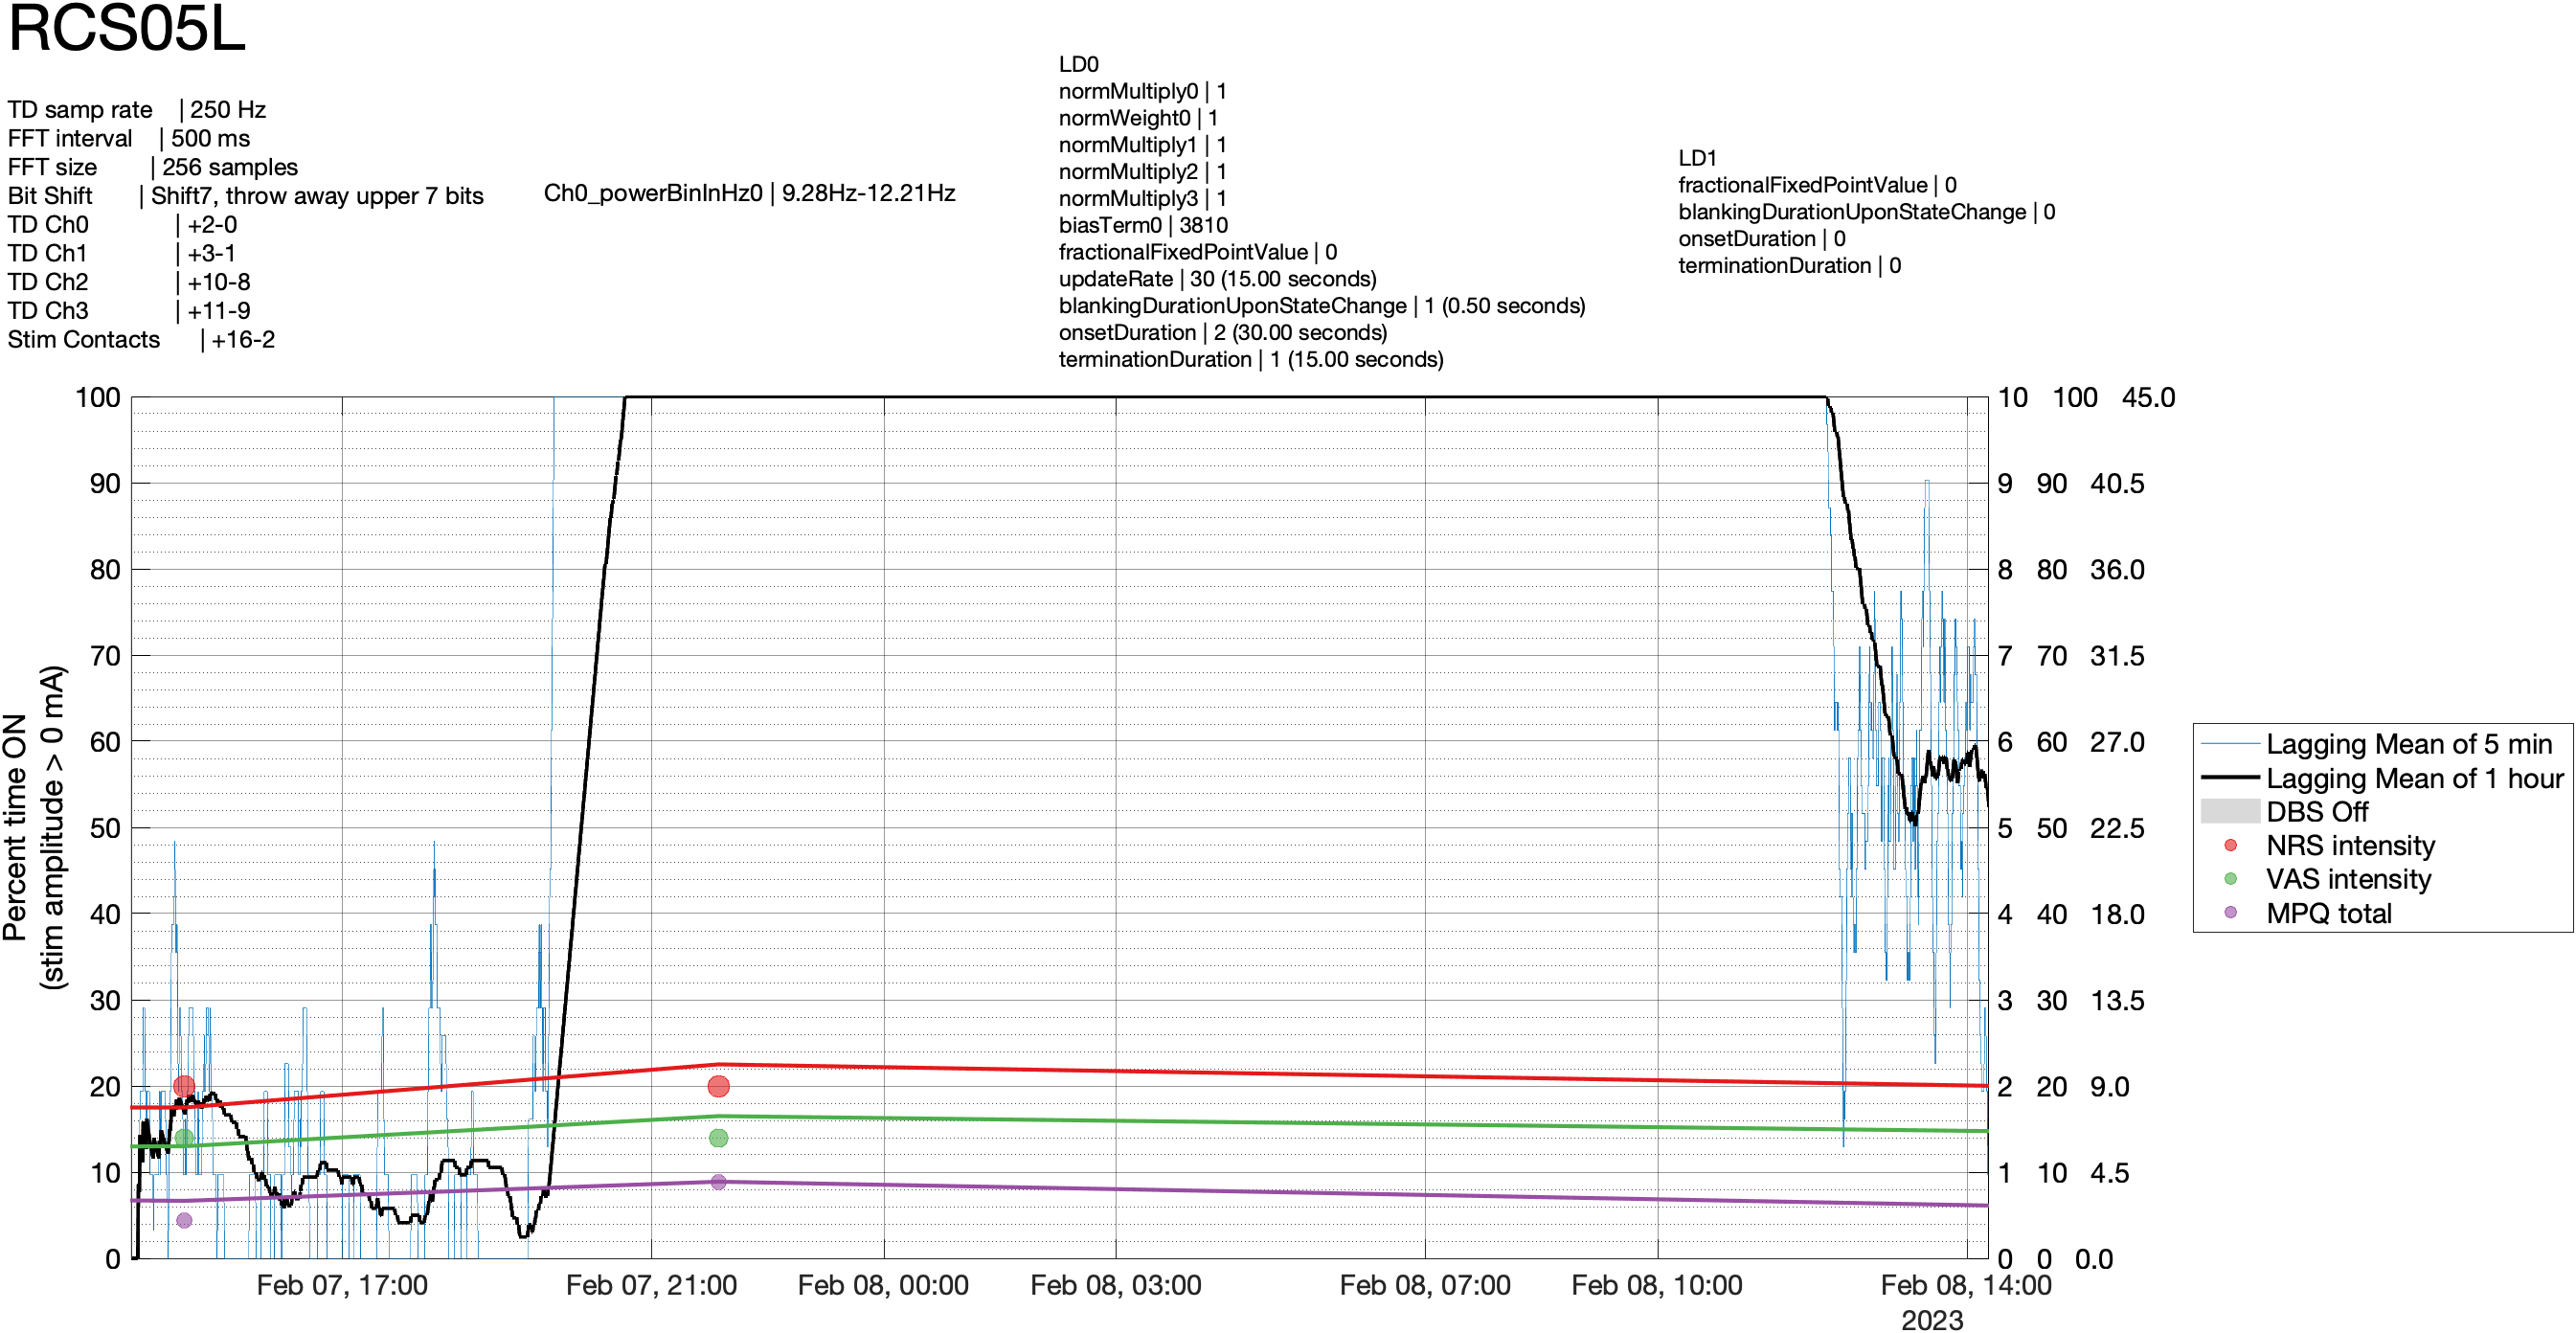 RCS05L
TD samp rate | 250 Hz
FFT interval | 500 ms
FFT size | 256 samples
Bit Shift | Shift7, throw away upper 7 bits
TD Ch0 | +2-0
TD Ch1 | +3-1
TD Ch2 | +10-8
TD Ch3 | +11-9
Stim Contacts | +16-2
Ch0_powerBinInHz0 | 9.28Hz-12.21Hz
LD0
normMultiply0 | 1
normWeight0 | 1
normMultiply1 | 1
normMultiply2 | 1
normMultiply3 | 1
biasTerm0 | 3810
fractionalFixedPointValue | 0
updateRate | 30 (15.00 seconds)
blankingDurationUponStateChange | 1 (0.50 seconds)
onsetDuration | 2 (30.00 seconds)
terminationDuration | 1 (15.00 seconds)
LD1
fractionalFixedPointValue | 0
blankingDurationUponStateChange | 0
onsetDuration | 0
terminationDuration | 0
Percent time ON
(stim amplitude > 0 mA)
100 10 100 45.0
90 9 90 40.5
80 8 80 36.0
70 7 70 31.5
60 6 60 27.0
50 5 50 22.5
40 4 40 18.0
30 3 30 13.5
20 2 20 9.0
10 1 10 4.5
0 0 0 0.0
Feb 07, 17:00 Feb 07, 21:00 Feb 08, 00:00 Feb 08, 03:00 Feb 08, 07:00 Feb 08, 10:00 Feb 08, 14:00
2023
Lagging Mean of 5 min
Lagging Mean of 1 hour
DBS Off
NRS intensity
VAS intensity
MPQ total